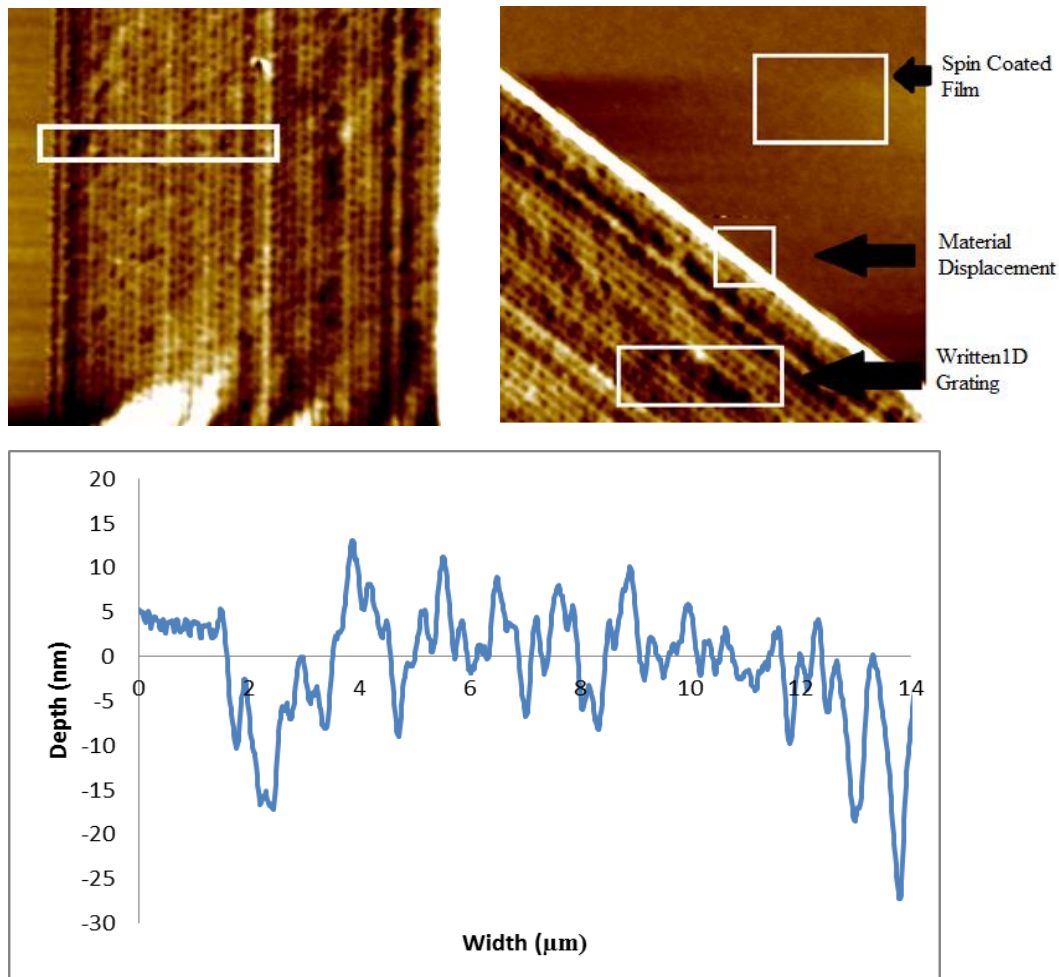 Spin Coated
Film
Material
Displacement
Written1D
Grating
20
15
10
5
0
-5
-10
-15
-20
-25
-30
0 2 4 6 8 10 12 14
Depth (nm)
Width (μm)